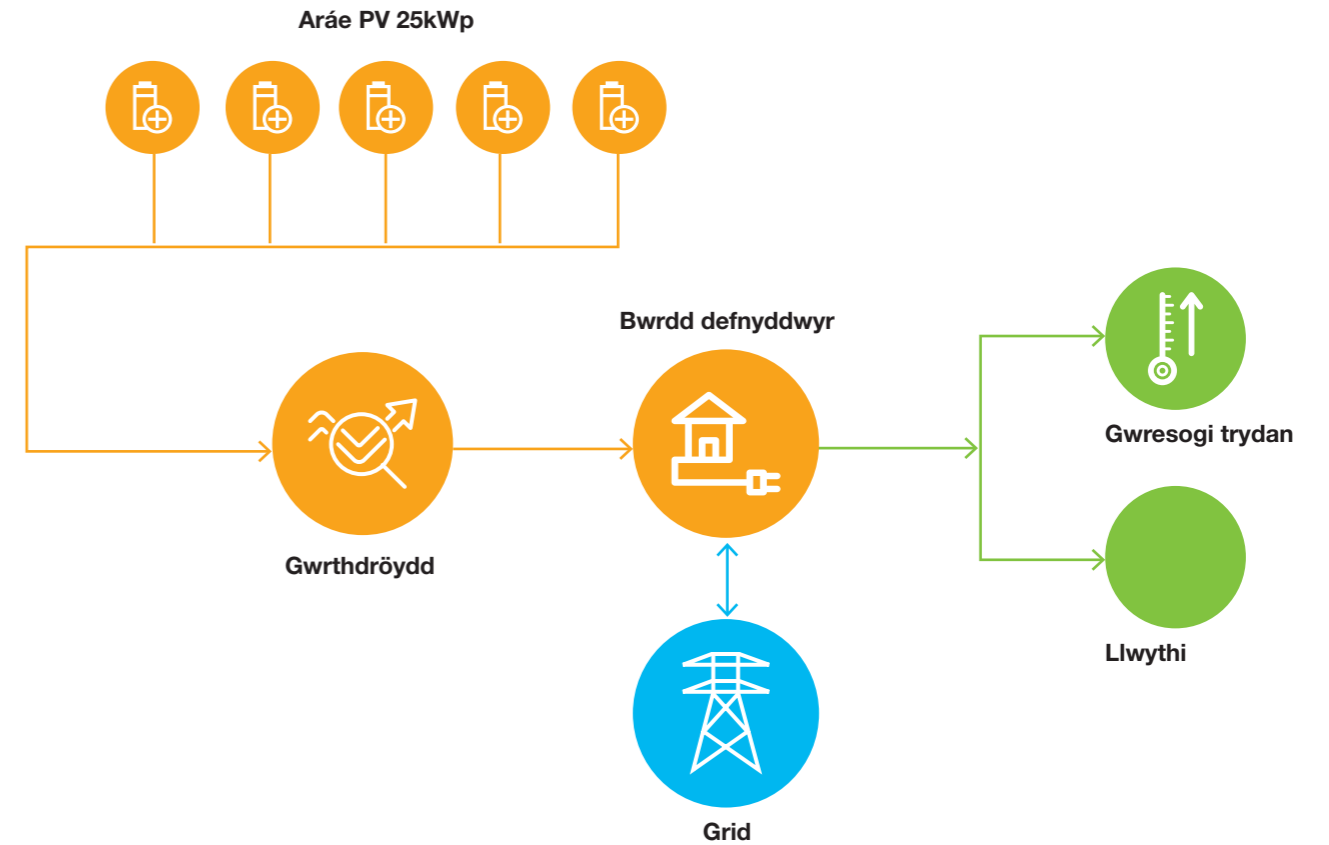 Aráe PV 25kWp
Bwrdd defnyddwyr
Gwresogi trydan
Gwrthdröydd
Llwythi
Grid